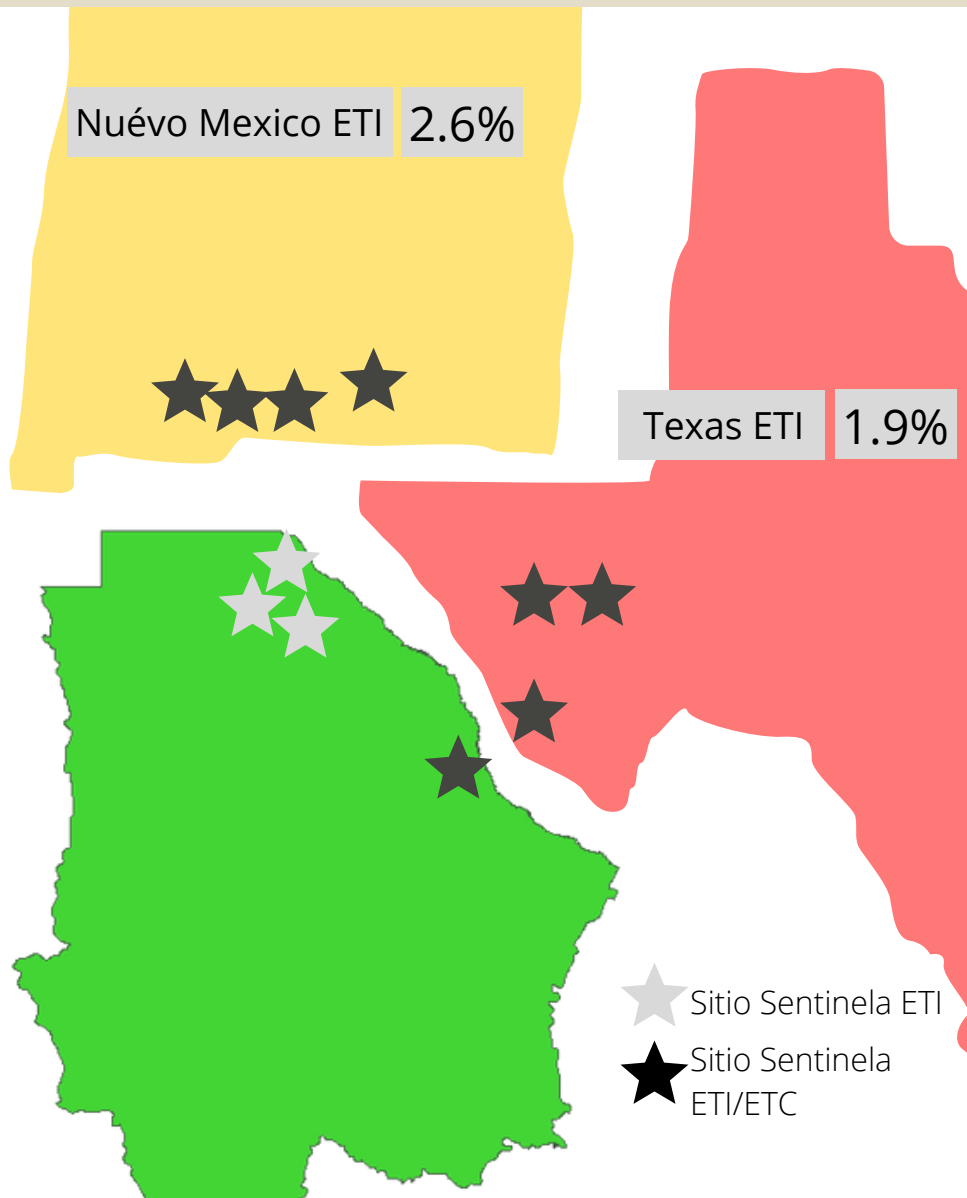 Nuévo Mexico ETI 2.6%
Texas ETI 1.9%
Sitio Sentinela ETI
Sitio Sentinela
ETI/ETC